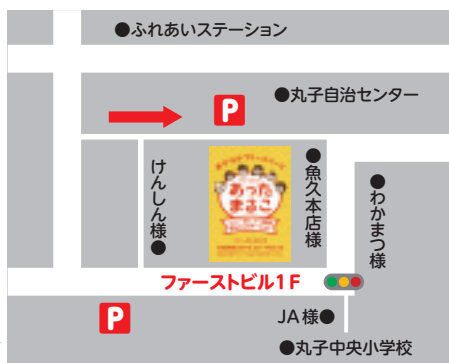 ●ふれあいステーション
●丸子自治センター
P
けんしん様●
あった
まるこ
●魚久本店様
●わかまつ様
ファーストビル1F
P
JA様●
●丸子中央小学校